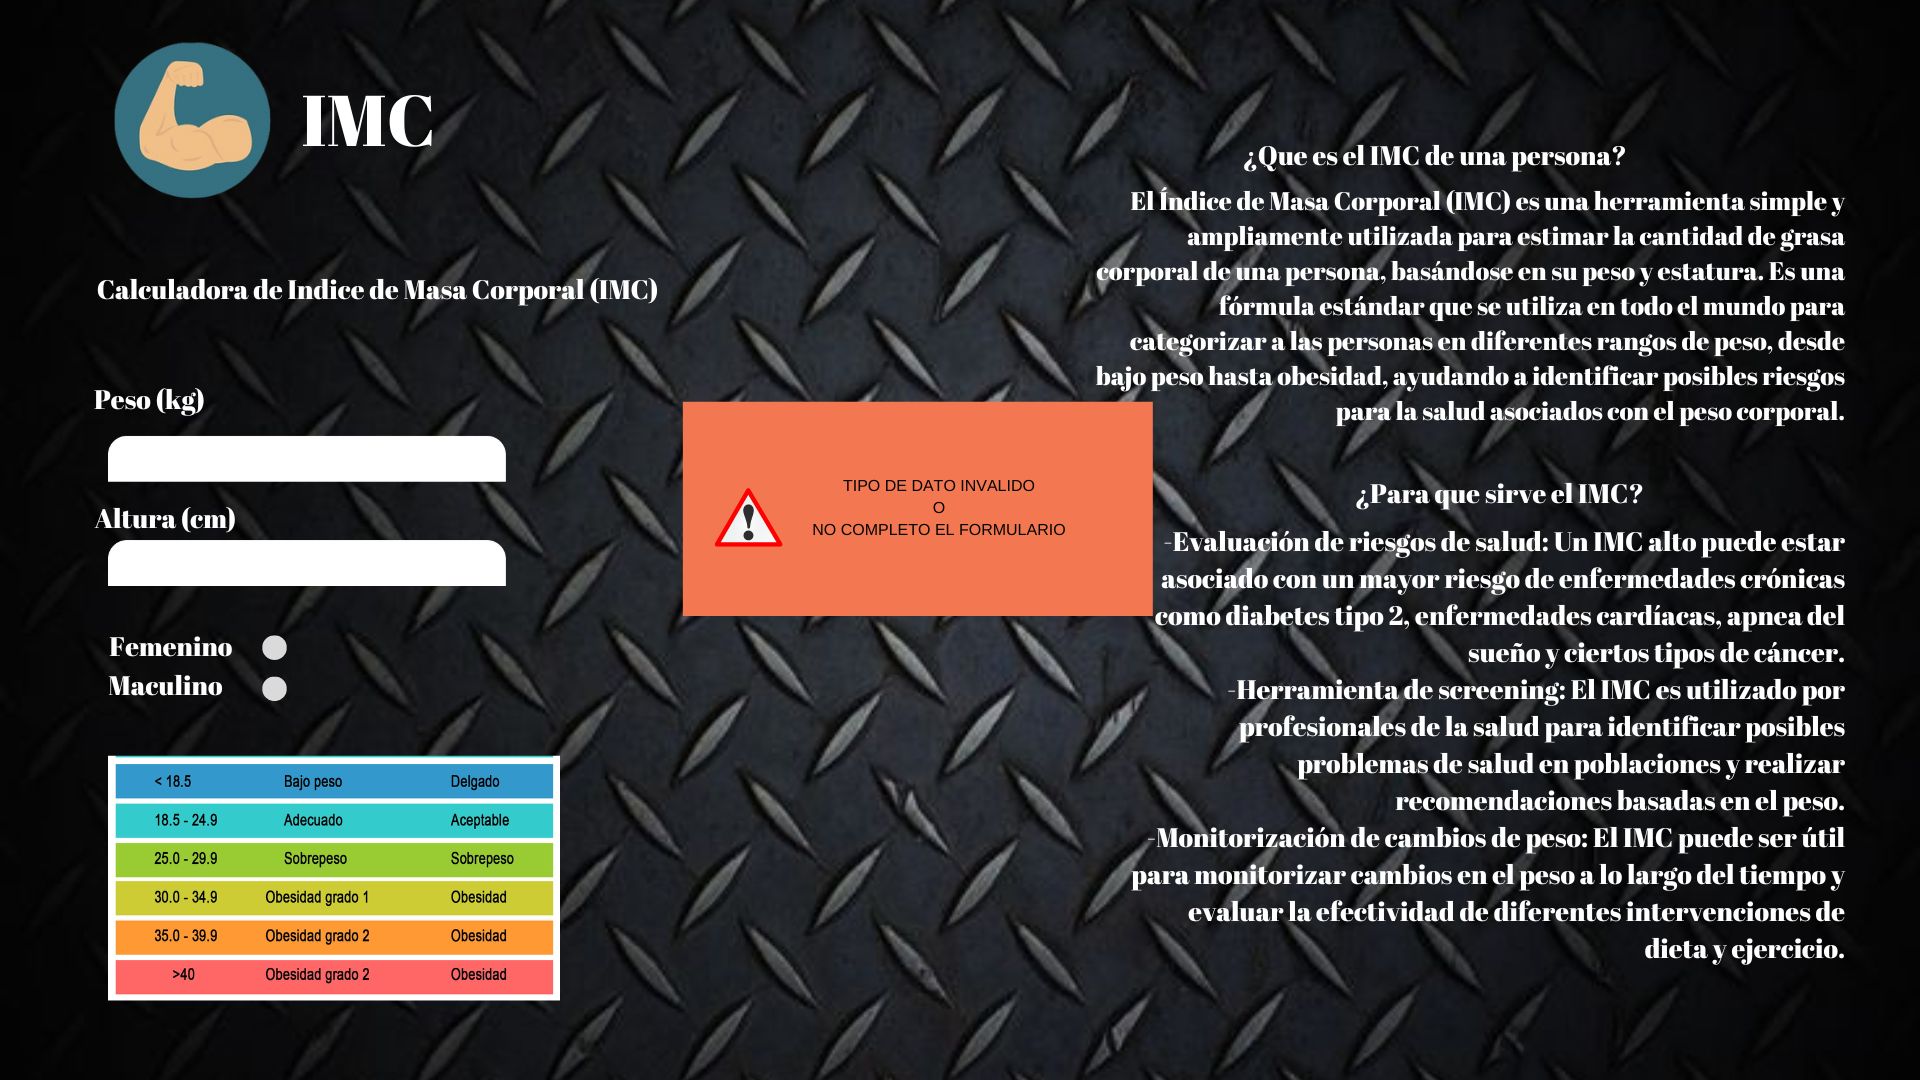 IMC
Calculadora de Indice de Masa Corporal (IMC)
Peso (kg)
Altura (cm)
Femenino
Maculino
< 18.5 Bajo peso Delgado
18.5 - 24.9 Adecuado Aceptable
25.0 - 29.9 Sobrepeso Sobrepeso
30.0 - 34.9 Obesidad grado 1 Obesidad
35.0 - 39.9 Obesidad grado 2 Obesidad
>40 Obesidad grado 2 Obesidad
TIPO DE DATO INVALIDO
O
NO COMPLETO EL FORMULARIO
¿Que es el IMC de una persona?
El Índice de Masa Corporal (IMC) es una herramienta simple y
ampliamente utilizada para estimar la cantidad de grasa
corporal de una persona, basándose en su peso y estatura. Es una
fórmula estándar que se utiliza en todo el mundo para
categorizar a las personas en diferentes rangos de peso, desde
bajo peso hasta obesidad, ayudando a identificar posibles riesgos
para la salud asociados con el peso corporal.
¿Para que sirve el IMC?
-Evaluación de riesgos de salud: Un IMC alto puede estar
asociado con un mayor riesgo de enfermedades crónicas
como diabetes tipo 2, enfermedades cardíacas, apnea del
sueño y ciertos tipos de cáncer.
-Herramienta de screening: El IMC es utilizado por
profesionales de la salud para identificar posibles
problemas de salud en poblaciones y realizar
recomendaciones basadas en el peso.
-Monitorización de cambios de peso: El IMC puede ser útil
para monitorizar cambios en el peso a lo largo del tiempo y
evaluar la efectividad de diferentes intervenciones de
dieta y ejercicio.